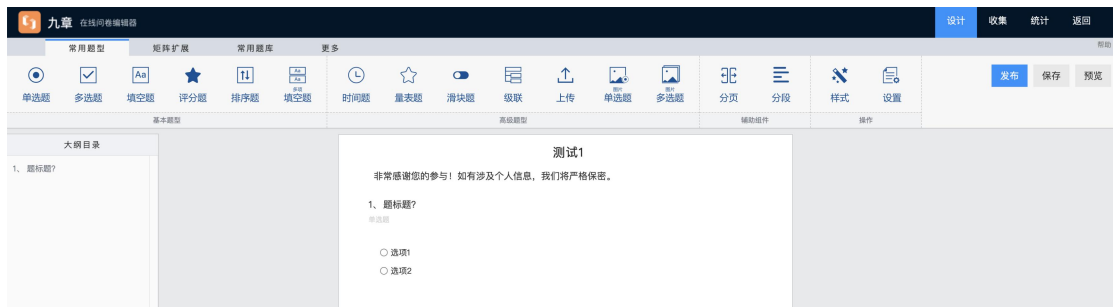 九章 在线问卷编辑器
设计 收集 统计 返回
常用题型 矩阵扩展 常用题库 更多
帮助
Aa
Aa
Aa
图片 图片
多项
单选题 多选题 填空题 评分题 排序题 填空题 时间题 量表题 滑块题 级联 上传 单选题 多选题 分页 分段 样式 设置
发布 保存 预览
基本题型 高级题型 辅助组件 操作
大纲目录
1、 题标题?
测试1
非常感谢您的参与！如有涉及个人信息，我们将严格保密。
1、 题标题?
单选题
选项1
选项2